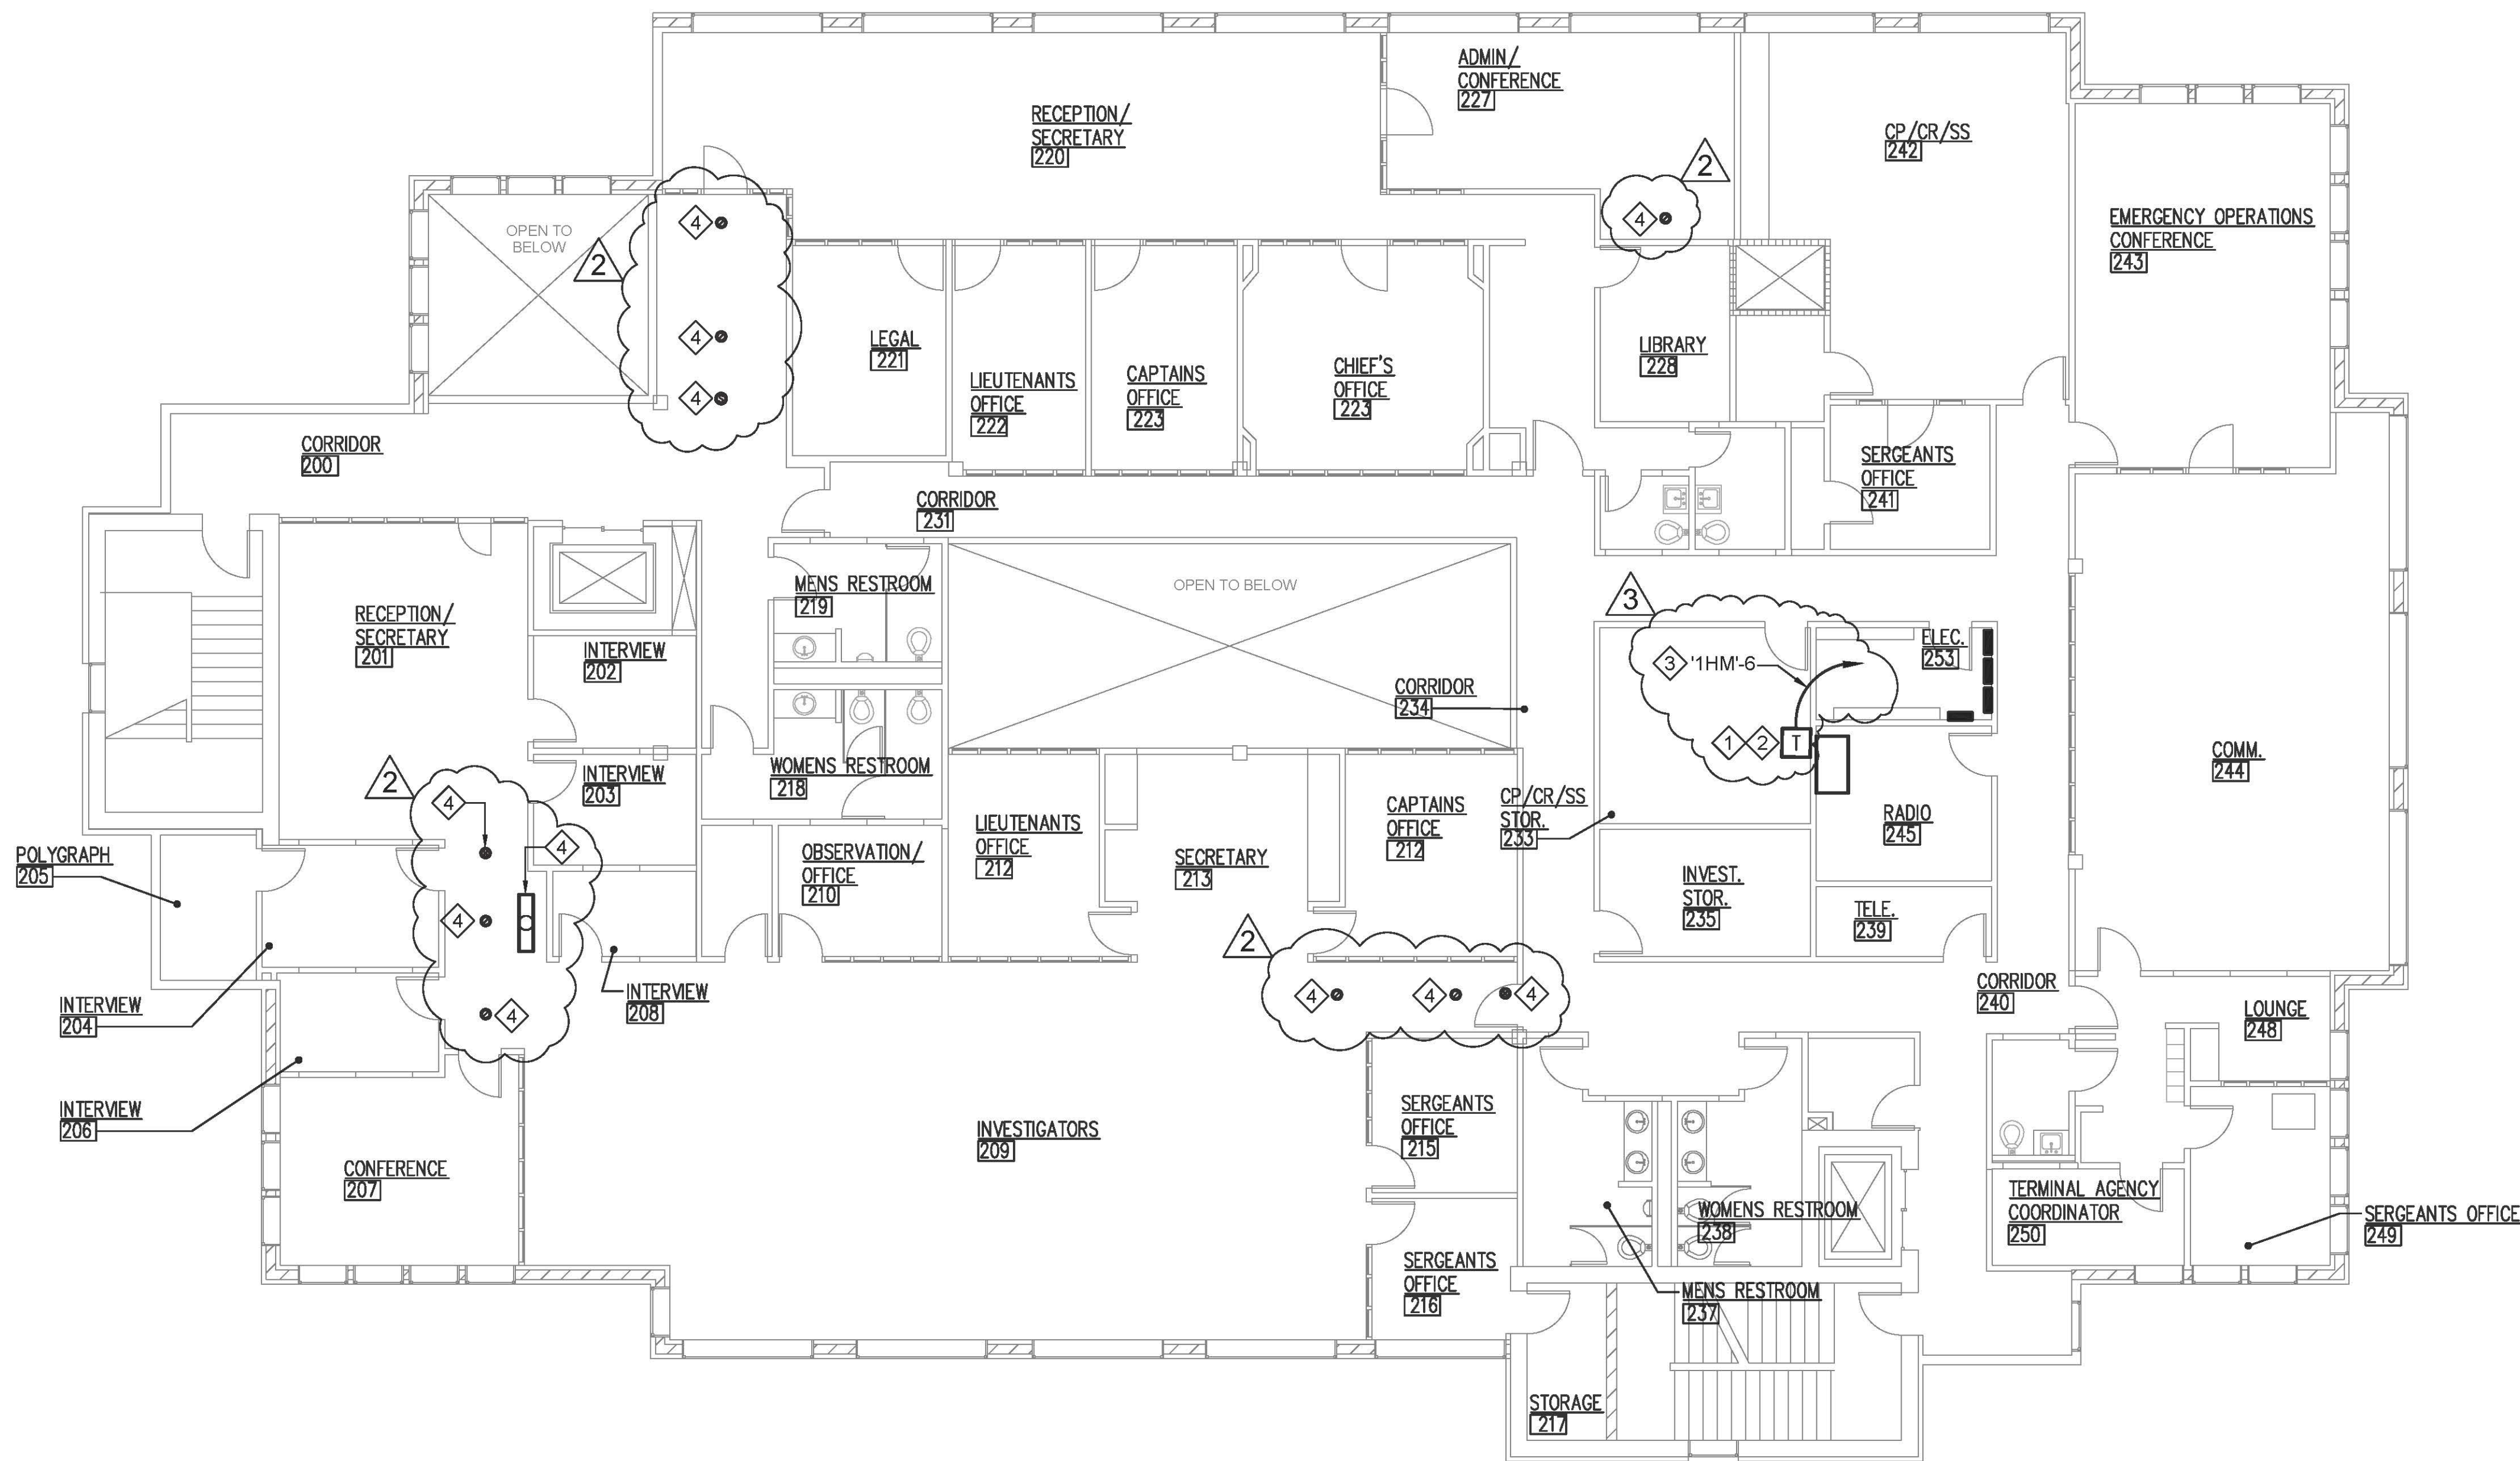 ADMIN/
CONFERENCE
227
RECEPTION/
SECRETARY
220
CP/CR/SS
242
2
4
4
EMERGENCY OPERATIONS
CONFERENCE
243
OPEN TO
BELOW
2
4
4
LEGAL
221
LIEUTENANTS
OFFICE
222
CAPTAINS
OFFICE
223
CHIEF'S
OFFICE
223
LIBRARY
228
CORRIDOR
200
SERGEANTS
OFFICE
241
CORRIDOR
231
MENS RESTROOM
219
OPEN TO BELOW
3
RECEPTION/
SECRETARY
201
INTERVIEW
202
3 '1HM'-6
ELEC.
253
CORRIDOR
234
1 2 T
COMM.
244
2
4
INTERVIEW
203
WOMENS RESTROOM
218
4
CP/CR/SS
STOR.
233
CAPTAINS
OFFICE
212
RADIO
245
LIEUTENANTS
OFFICE
212
SECRETARY
213
OBSERVATION/
OFFICE
210
POLYGRAPH
205
4
INVEST.
STOR.
235
TELE.
239
2
4
4
4
4
INTERVIEW
204
INTERVIEW
208
CORRIDOR
240
LOUNGE
248
INTERVIEW
206
INVESTIGATORS
209
SERGEANTS
OFFICE
215
CONFERENCE
207
WOMENS RESTROOM
238
TERMINAL AGENCY
COORDINATOR
250
SERGEANTS OFFICE
249
SERGEANTS
OFFICE
216
MENS RESTROOM
237
STORAGE
217